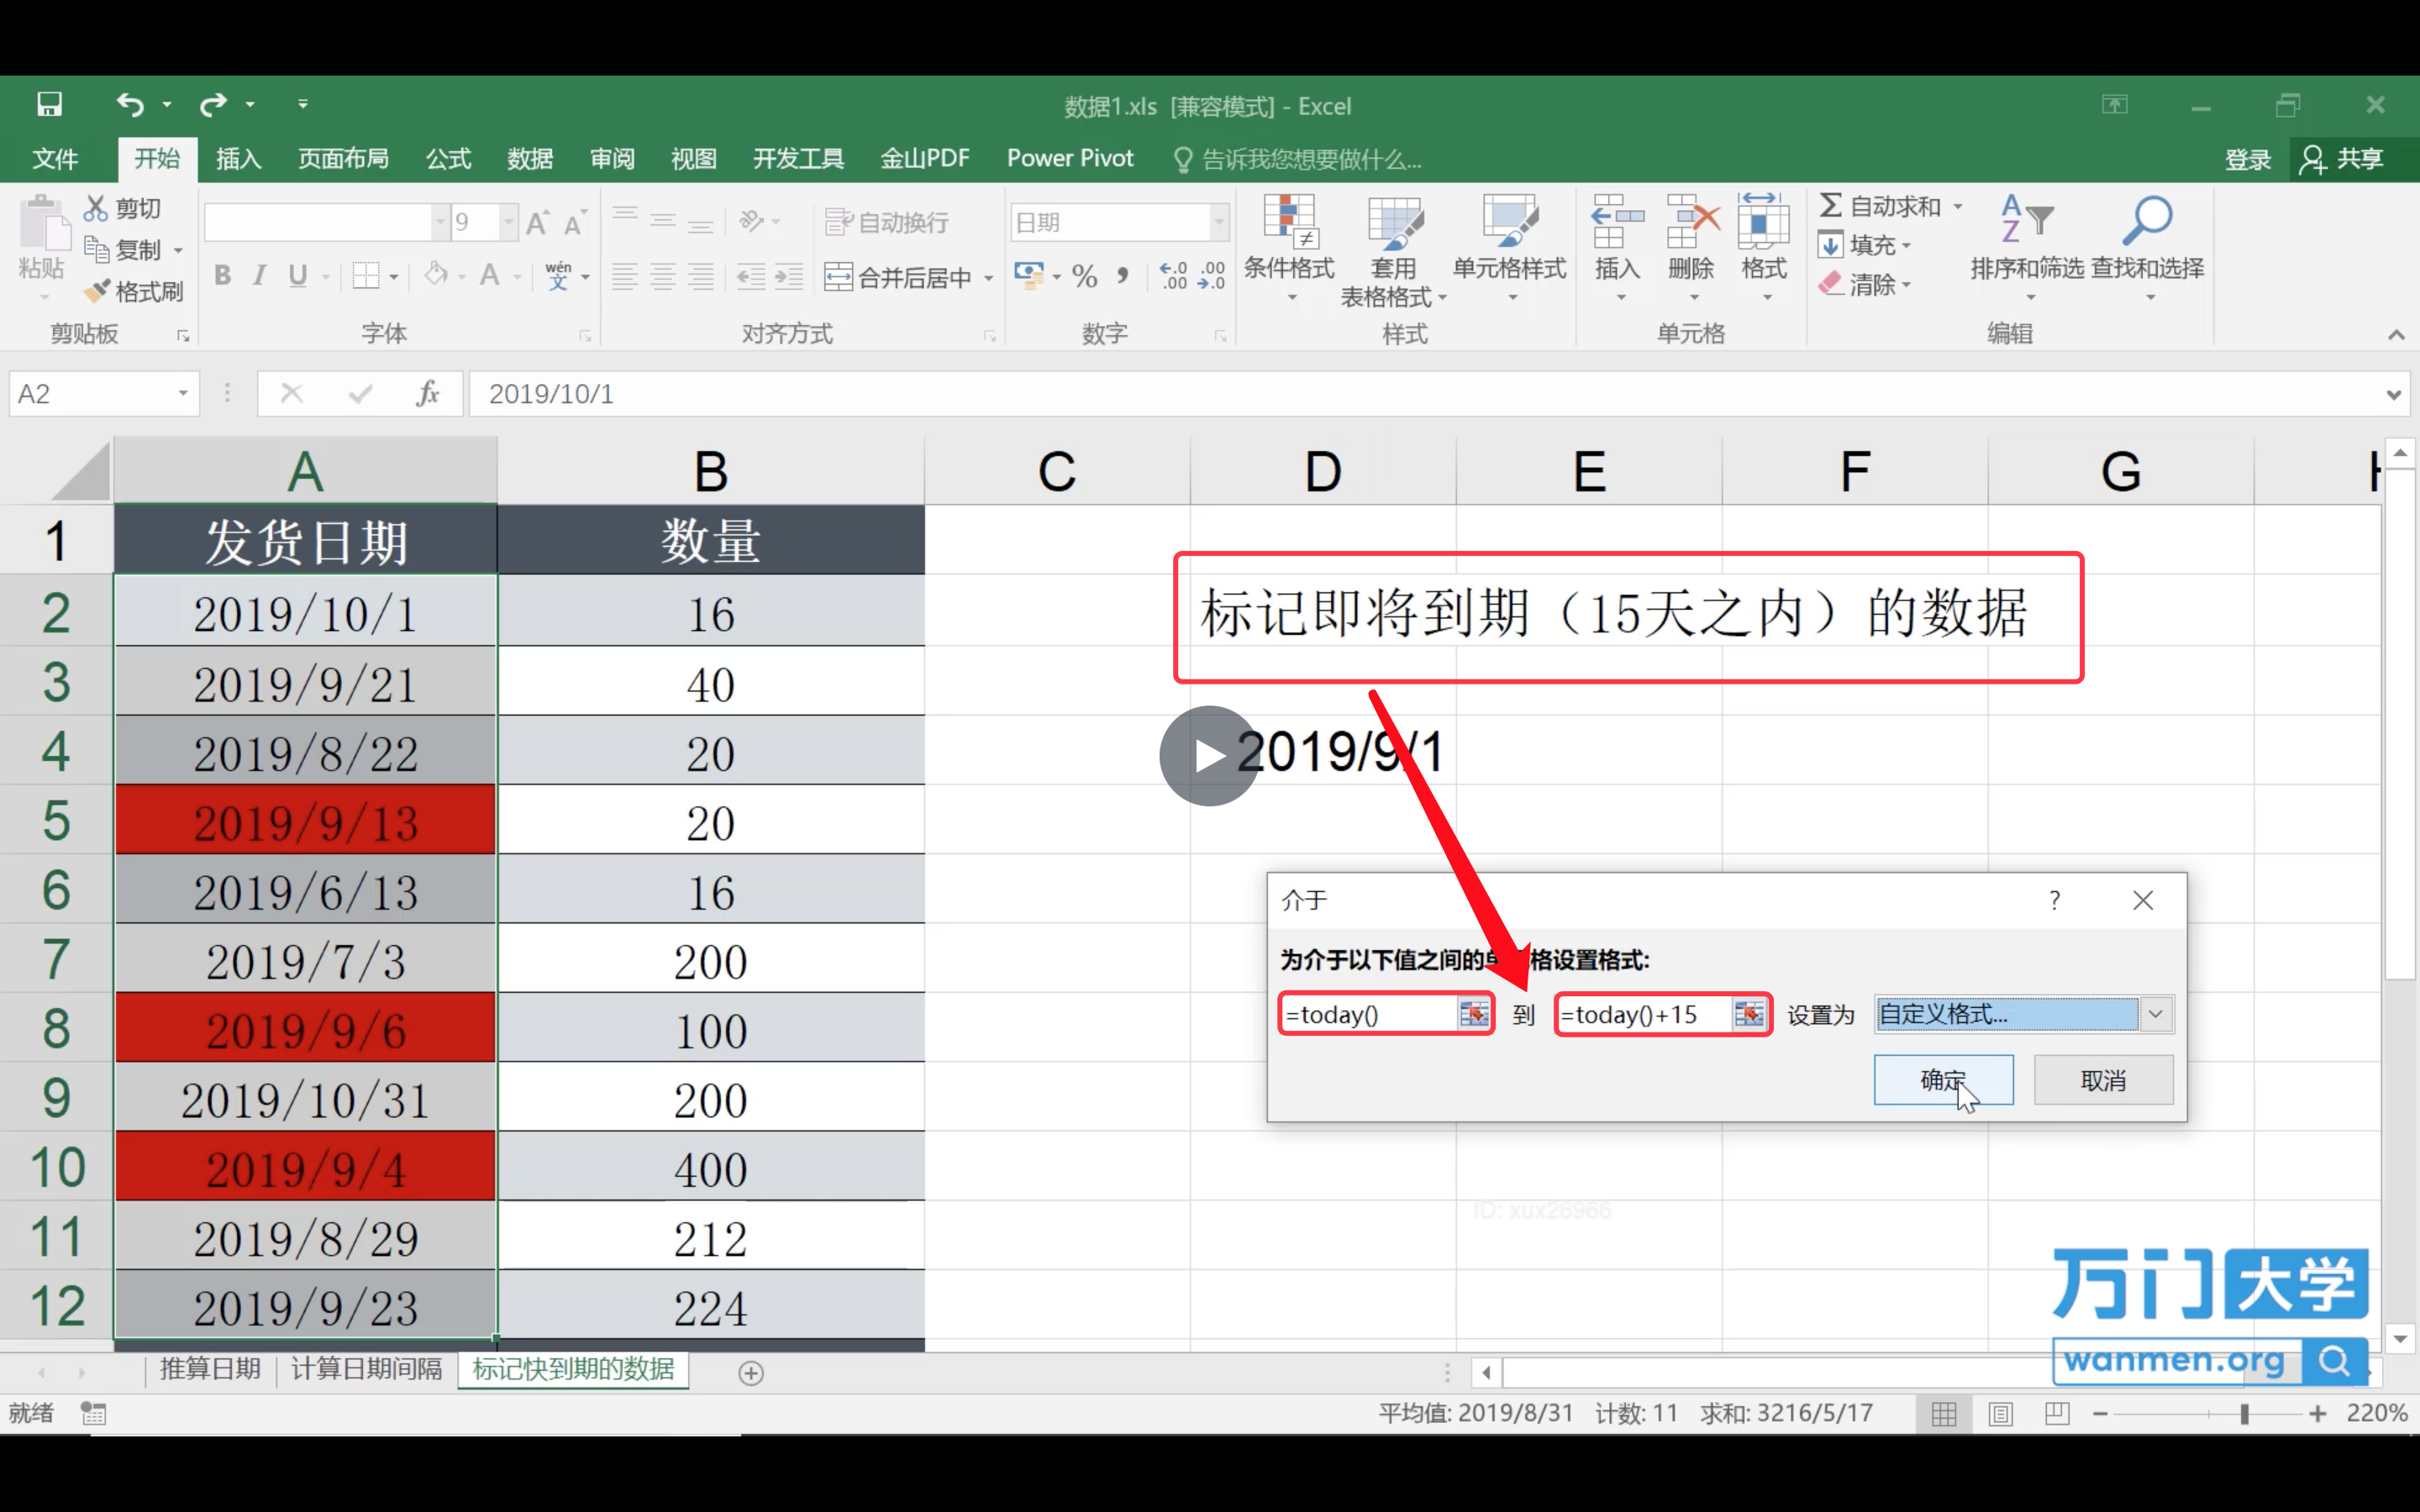 数据1.xls [兼容模式] - Excel
文件 开始 插入 页面布局 公式 数据 审阅 视图 开发工具 金山PDF Power Pivot 告诉我您想要做什么... 登录 共享
粘贴 剪切 复制 格式刷 剪贴板
9 A A B I U A wén 文 字体
自动换行 合并后居中 对齐方式
日期 % , .0 .00 .00 .0 数字
条件格式 套用 表格格式 单元格样式 样式
插入 删除 格式 单元格
Σ 自动求和 填充 清除 A Z 排序和筛选 查找和选择 编辑
A2 fx 2019/10/1
A B C D E F G
1 发货日期 数量
2 2019/10/1 16 标记即将到期（15天之内）的数据
3 2019/9/21 40
4 2019/8/22 20 2019/9/1
5 2019/9/13 20
6 2019/6/13 16
7 2019/7/3 200
8 2019/9/6 100
9 2019/10/31 200
10 2019/9/4 400
11 2019/8/29 212
12 2019/9/23 224
介于 ?
为介于以下值之间的单元格设置格式:
=today() 到 =today()+15 设置为 自定义格式...
确定 取消
ID: xux26966
万门大学
wanmen.org
推算日期 计算日期间隔 标记快到期的数据
就绪 平均值: 2019/8/31 计数: 11 求和: 3216/5/17 220%